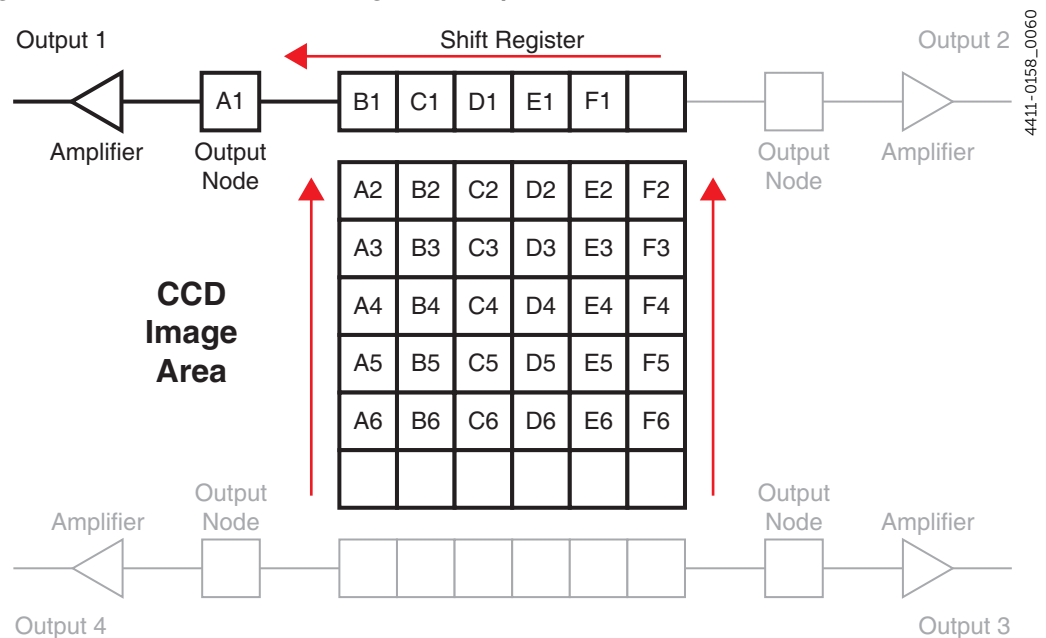 Output 1
Shift Register
Output 2
4411-0158_0060
A1
B1 C1 D1 E1 F1
Amplifier
Output
Node
Output
Node
Amplifier
A2 B2 C2 D2 E2 F2
A3 B3 C3 D3 E3 F3
CCD
Image
Area
A4 B4 C4 D4 E4 F4
A5 B5 C5 D5 E5 F5
A6 B6 C6 D6 E6 F6
Amplifier
Output
Node
Output
Node
Amplifier
Output 4
Output 3